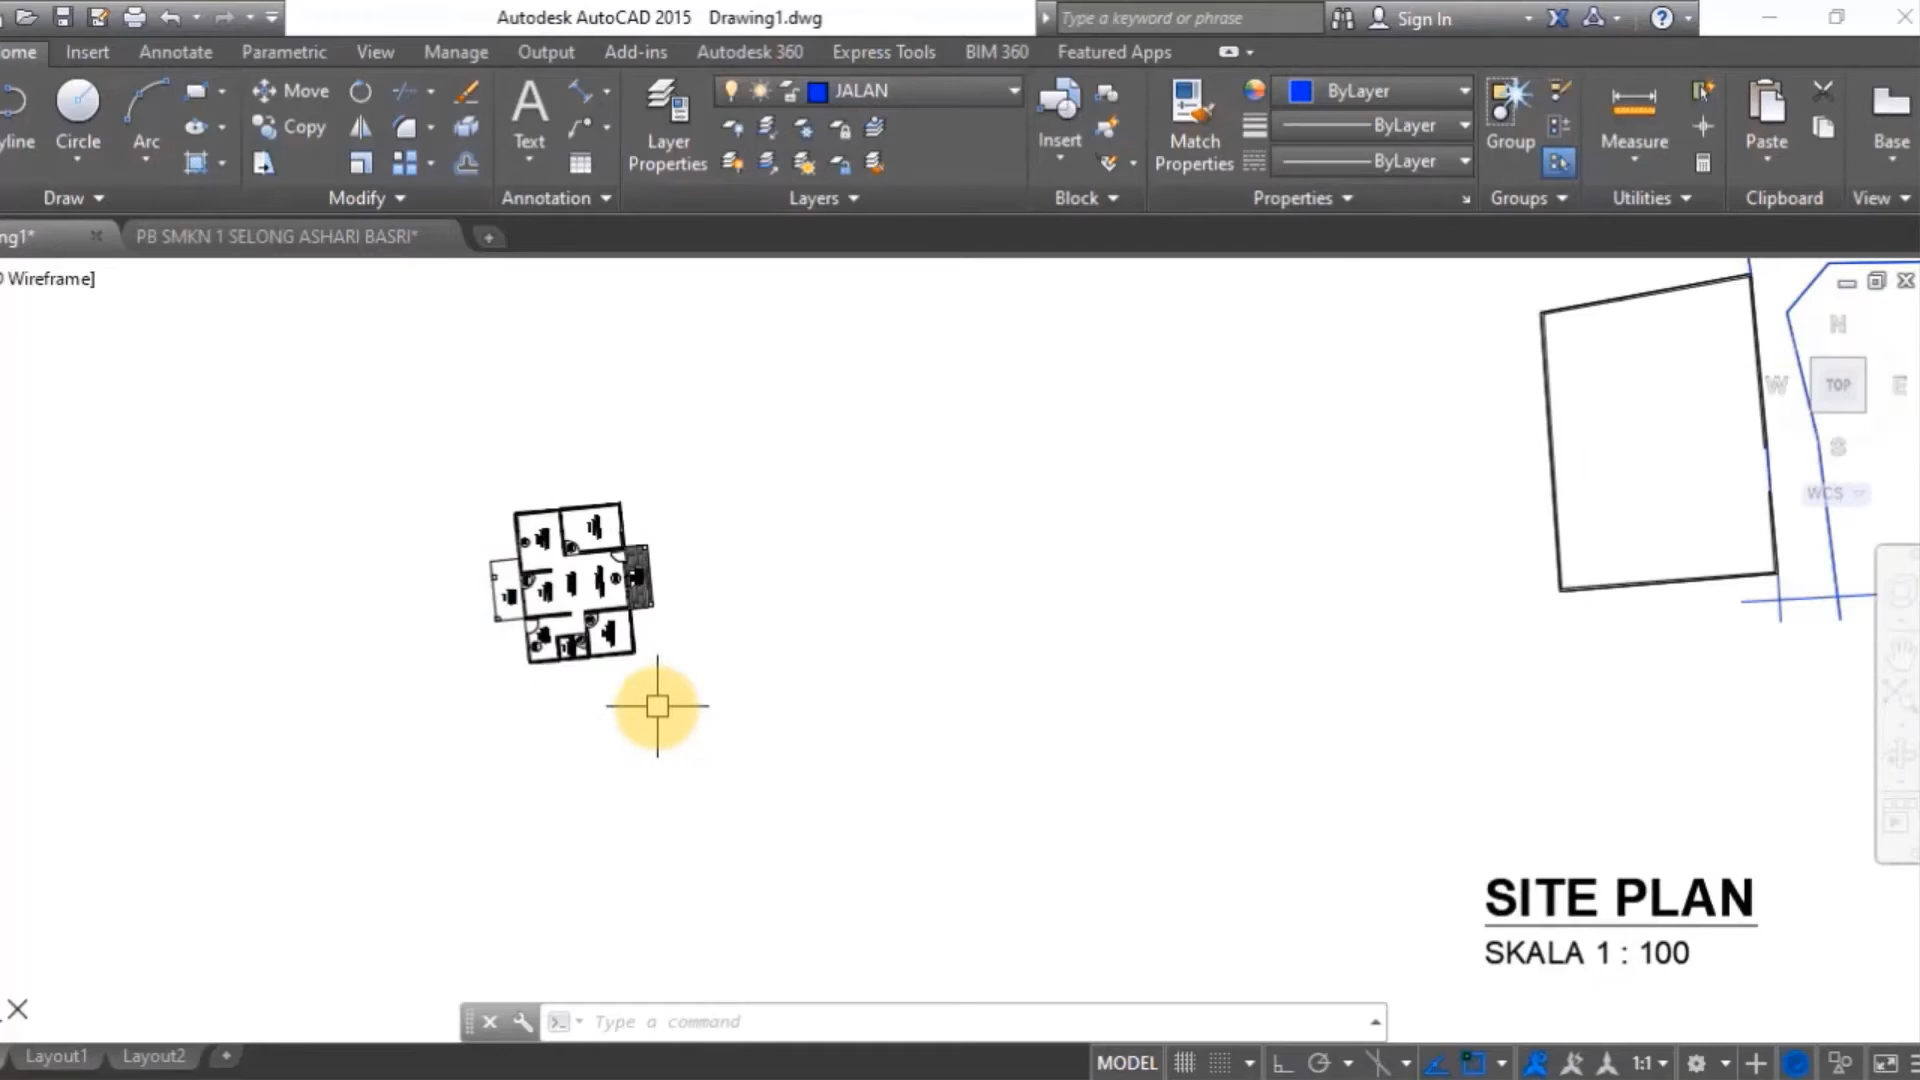 Autodesk AutoCAD 2015 Drawing1.dwg
Type a keyword or phrase
Sign In
ome Insert Annotate Parametric View Manage Output Add-ins Autodesk 360 Express Tools BIM 360 Featured Apps
yline Circle Arc
Move
Copy
Text
Layer
Properties
JALAN
Insert
Match
Properties
ByLayer
ByLayer
ByLayer
Group
Measure
Paste
Base
Draw Modify Annotation Layers Block Properties Groups Utilities Clipboard View
ng1* PB SMKN 1 SELONG ASHARI BASRI*
D Wireframe]
N
W TOP E
S
WCS
SITE PLAN
SKALA 1 : 100
Type a command
Layout1 Layout2
MODEL 1:1